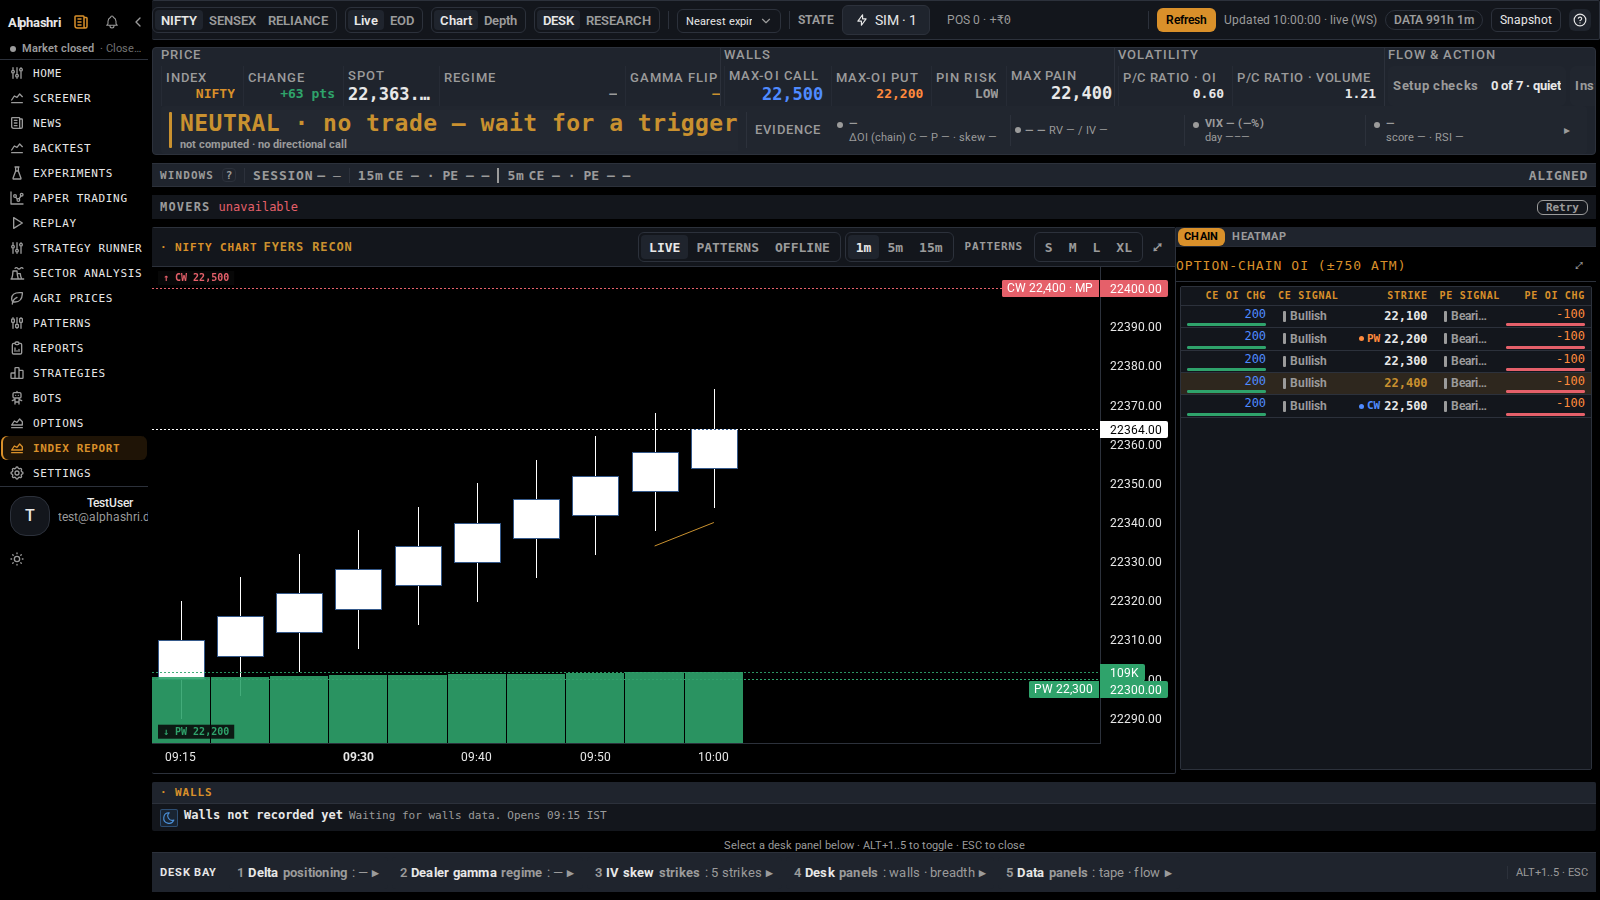 Alphashri
Market closed · Close...
HOME
SCREENER
NEWS
BACKTEST
EXPERIMENTS
PAPER TRADING
REPLAY
STRATEGY RUNNER
SECTOR ANALYSIS
AGRI PRICES
PATTERNS
REPORTS
STRATEGIES
BOTS
OPTIONS
INDEX REPORT
SETTINGS
T
TestUser
test@alphashri.d
NIFTY SENSEX RELIANCE Live EOD Chart Depth DESK RESEARCH Nearest expir STATE SIM · 1 POS 0 · +₹0 Refresh Updated 10:00:00 · live (WS) DATA 991h 1m Snapshot
PRICE WALLS VOLATILITY FLOW & ACTION
INDEX CHANGE SPOT REGIME GAMMA FLIP MAX-OI CALL MAX-OI PUT PIN RISK MAX PAIN P/C RATIO · OI P/C RATIO · VOLUME Setup checks 0 of 7 · quiet Ins
NIFTY +63 pts 22,363.… — — 22,500 22,200 LOW 22,400 0.60 1.21
NEUTRAL · no trade — wait for a trigger
not computed · no directional call
EVIDENCE
—
ΔOI (chain) C — P — · skew —
— — RV — / IV —
VIX — (—%)
day ———
—
score — · RSI —
WINDOWS ? SESSION — — 15m CE — · PE — — 5m CE — · PE — — ALIGNED
MOVERS unavailable Retry
· NIFTY CHART FYERS RECON LIVE PATTERNS OFFLINE 1m 5m 15m PATTERNS S M L XL
↑ CW 22,500
CW 22,400 · MP 22400.00
22390.00
22380.00
22370.00
22364.00
22360.00
22350.00
22340.00
22330.00
22320.00
22310.00
109K
PW 22,300 22300.00
22290.00
↓ PW 22,200
09:15 09:30 09:40 09:50 10:00
CHAIN HEATMAP
OPTION-CHAIN OI (±750 ATM)
CE OI CHG CE SIGNAL STRIKE PE SIGNAL PE OI CHG
200 Bullish 22,100 Beari... -100
200 Bullish PW 22,200 Beari... -100
200 Bullish 22,300 Beari... -100
200 Bullish 22,400 Beari... -100
200 Bullish CW 22,500 Beari... -100
· WALLS
Walls not recorded yet Waiting for walls data. Opens 09:15 IST
Select a desk panel below · ALT+1..5 to toggle · ESC to close
DESK BAY 1 Delta positioning : — ▸ 2 Dealer gamma regime : — ▸ 3 IV skew strikes : 5 strikes ▸ 4 Desk panels : walls · breadth ▸ 5 Data panels : tape · flow ▸ ALT+1..5 · ESC